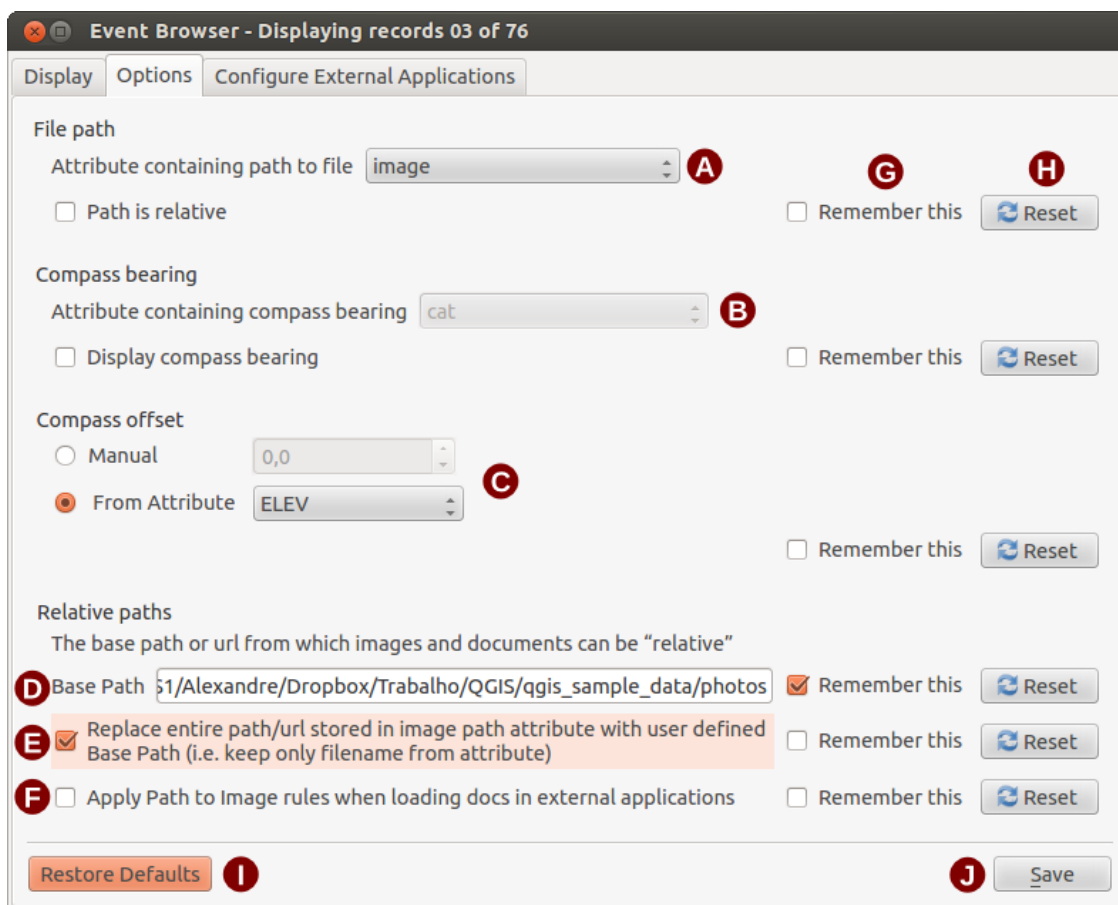 Event Browser - Displaying records 03 of 76
Display Options Configure External Applications
File path
Attribute containing path to file image A G H
Path is relative Remember this Reset
Compass bearing
Attribute containing compass bearing cat B
Display compass bearing Remember this Reset
Compass offset
Manual 0,0
C
From Attribute ELEV
Remember this Reset
Relative paths
The base path or url from which images and documents can be “relative”
D Base Path 51/Alexandre/Dropbox/Trabalho/QGIS/qgis_sample_data/photos Remember this Reset
E Replace entire path/url stored in image path attribute with user defined
Base Path (i.e. keep only filename from attribute) Remember this Reset
F Apply Path to Image rules when loading docs in external applications Remember this Reset
Restore Defaults I J Save